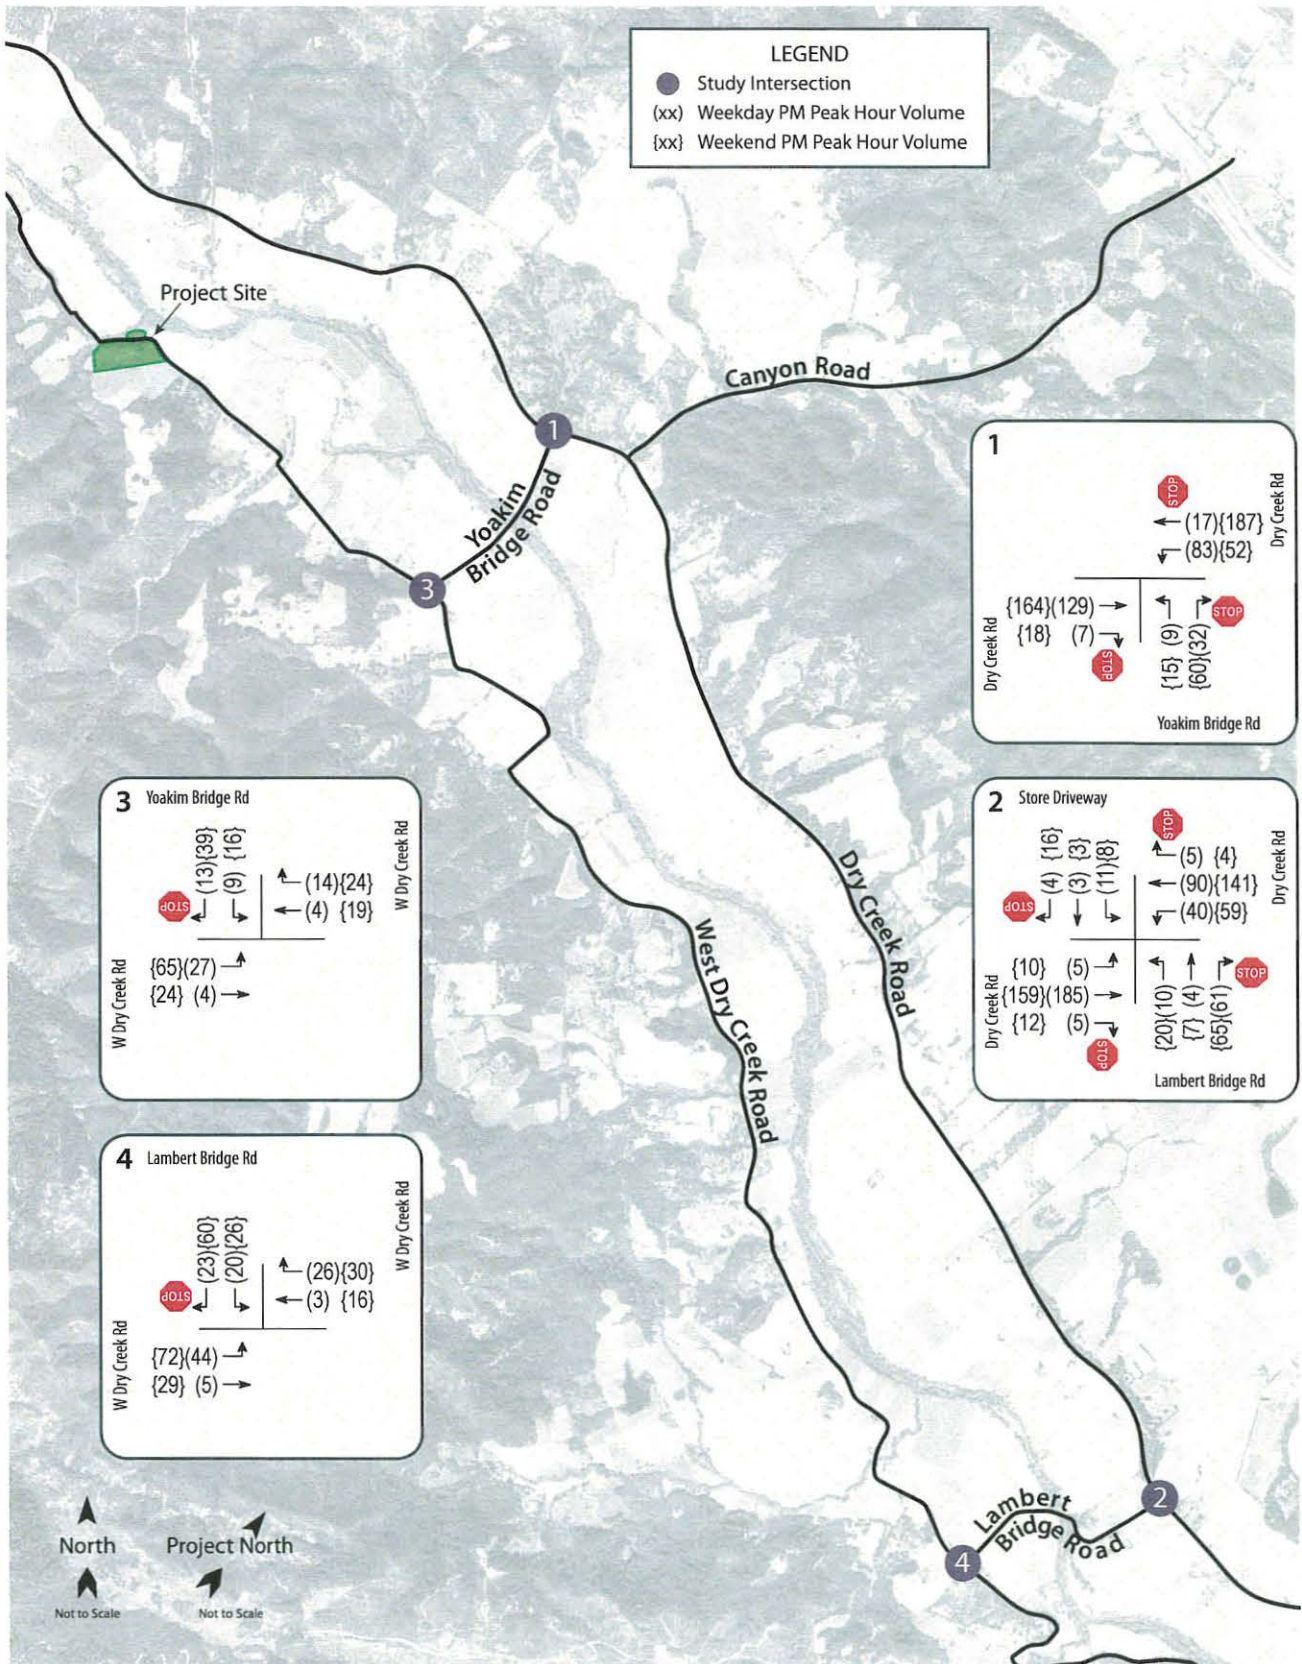 LEGEND
Study Intersection
(xx) Weekday PM Peak Hour Volume
{xx} Weekend PM Peak Hour Volume
Project Site
Canyon Road
1
Yoakim
Bridge Road
3
1
STOP
(17){187}
(83){52}
Dry Creek Rd
{164}(129)
{18} (7)
Dry Creek Rd
STOP
{15} (9)
{60}(32)
STOP
Yoakim Bridge Rd
3 Yoakim Bridge Rd
STOP
(13){39}
(9) {16}
(14){24}
(4) {19}
W Dry Creek Rd
{65}(27)
{24} (4)
W Dry Creek Rd
2 Store Driveway
STOP
(4) {16}
(3) {3}
(11){8}
STOP
(5) {4}
(90){141}
(40){59}
Dry Creek Rd
{10} (5)
{159}(185)
{12} (5)
Dry Creek Rd
STOP
{20}(10)
{7} (4)
{65}(61)
STOP
Lambert Bridge Rd
Dry Creek Road
West Dry Creek Road
4 Lambert Bridge Rd
STOP
(23){60}
(20){26}
(26){30}
(3) {16}
W Dry Creek Rd
{72}(44)
{29} (5)
W Dry Creek Rd
2
Lambert
Bridge Road
4
North
Not to Scale
Project North
Not to Scale